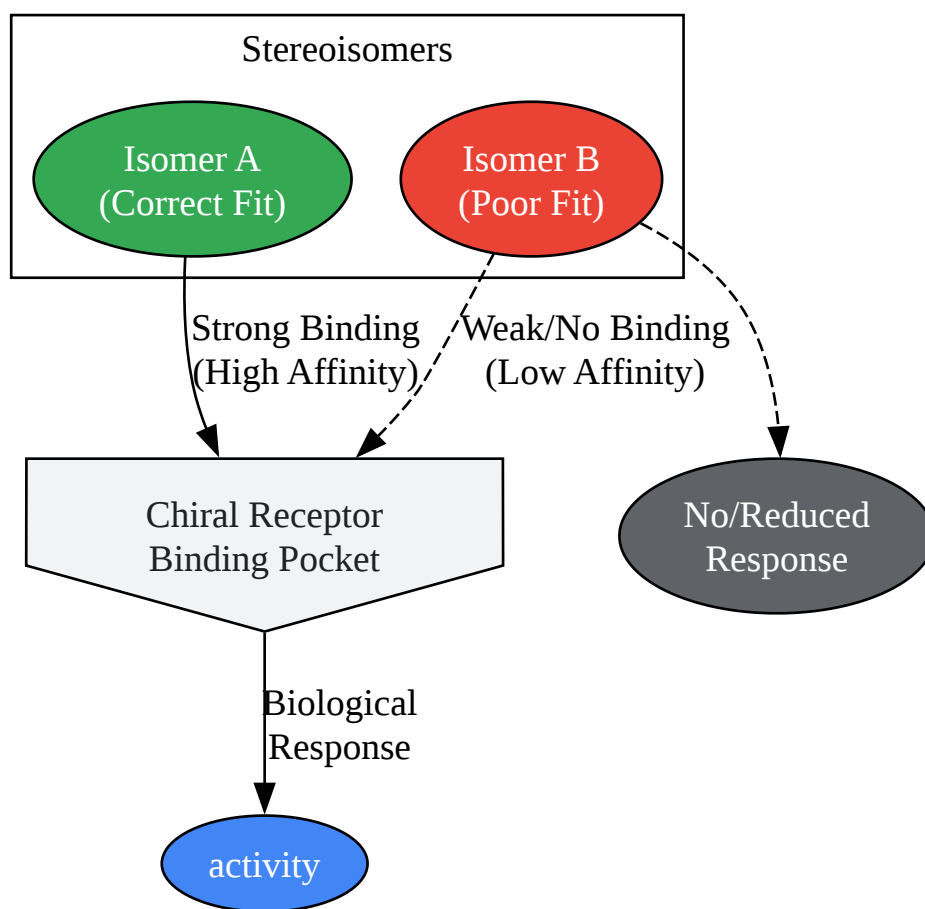 Stereoisomers
Isomer A
(Correct Fit)
Isomer B
(Poor Fit)
Strong Binding
(High Affinity)
Weak/No Binding
(Low Affinity)
Chiral Receptor
Binding Pocket
No/Reduced
Response
Biological
Response
activity